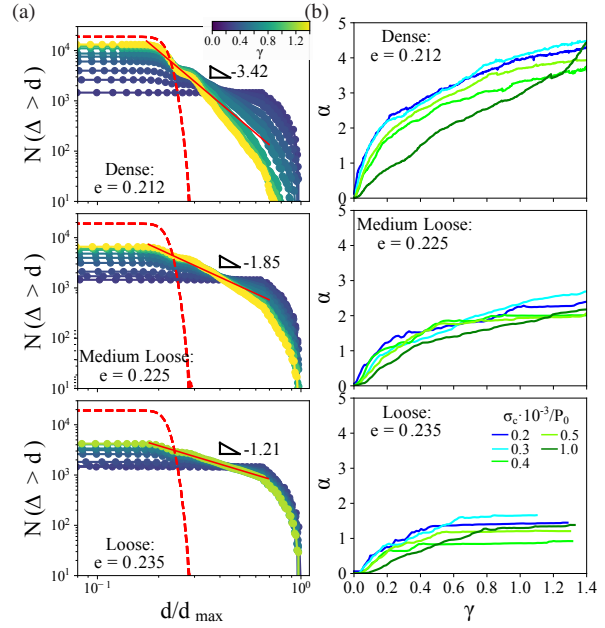 (a)
0.0 0.4 0.8 1.2
γ
10⁴
10³
10²
10¹
N (Δ > d)
-3.42
Dense:
e = 0.212
10⁴
10³
10²
10¹
N (Δ > d)
-1.85
Medium Loose:
e = 0.225
10⁴
10³
10²
10¹
N (Δ > d)
-1.21
Loose:
e = 0.235
10⁻¹ 10⁰
d/d max
(b)
Dense:
e = 0.212
5
4
3
2
1
0
α
Medium Loose:
e = 0.225
5
4
3
2
1
0
α
Loose:
e = 0.235
σc·10⁻³/P₀
0.2 0.5
0.3 1.0
0.4
5
4
3
2
1
0
α
0.0 0.2 0.4 0.6 0.8 1.0 1.2 1.4
γ